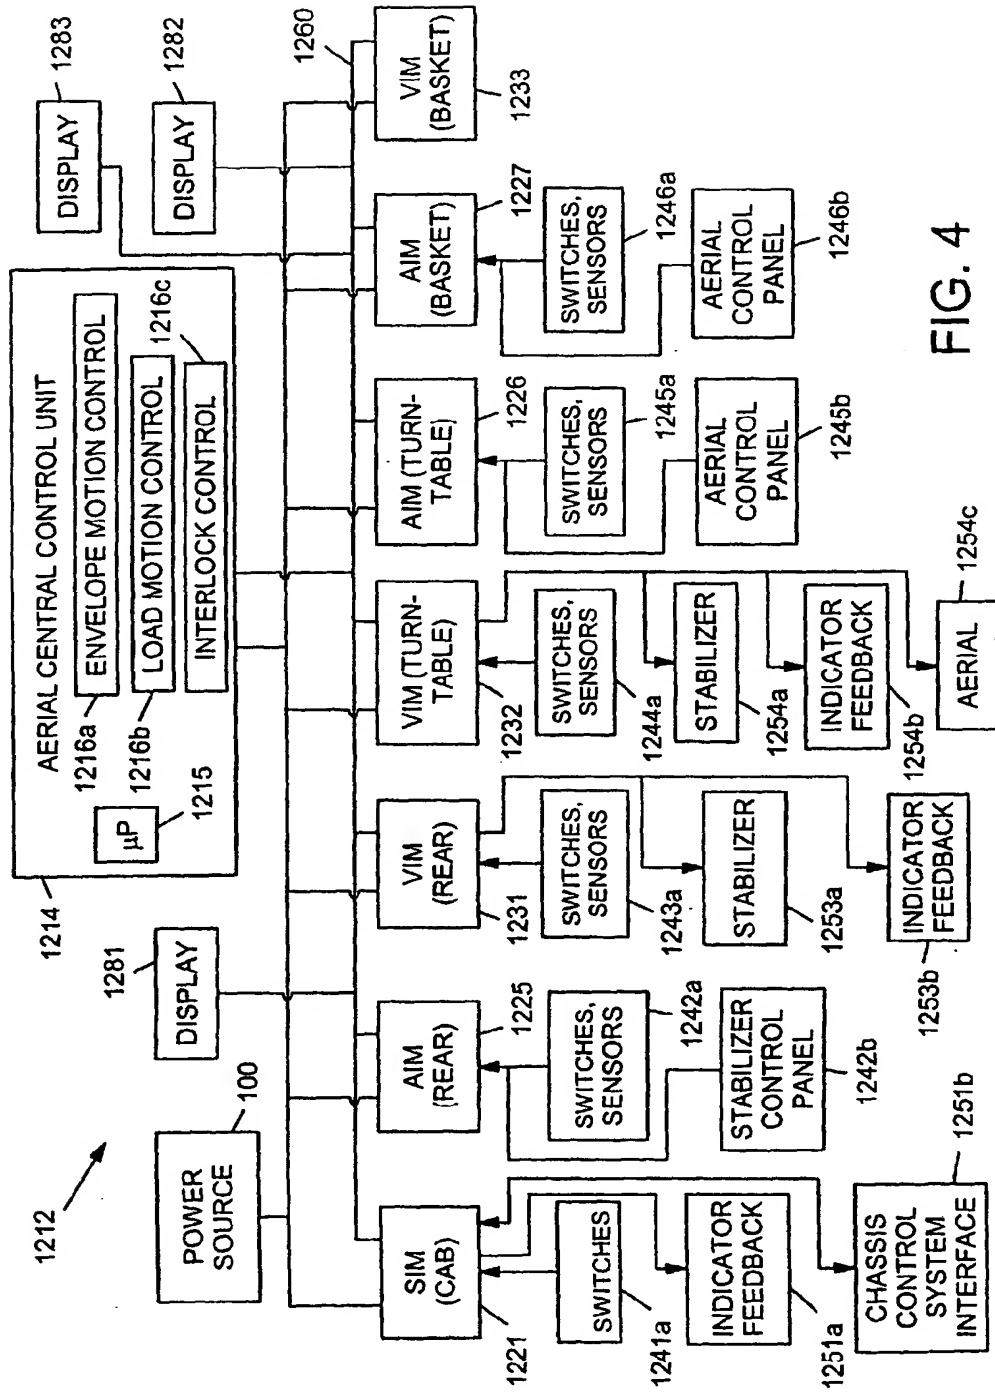 1212
POWER
SOURCE
100
DISPLAY
1281
1214
AERIAL CENTRAL CONTROL UNIT
μP
1215
1216a
ENVELOPE MOTION CONTROL
1216b
LOAD MOTION CONTROL
1216c
INTERLOCK CONTROL
DISPLAY
1283
DISPLAY
1282
1260
SIM
(CAB)
1221
AIM
(REAR)
1225
VIM
(REAR)
1231
VIM (TURN-
TABLE)
1232
AIM (TURN-
TABLE)
1226
AIM
(BASKET)
1227
VIM
(BASKET)
1233
SWITCHES
1241a
INDICATOR
FEEDBACK
1251a
CHASSIS
CONTROL
SYSTEM
INTERFACE
1251b
SWITCHES,
SENSORS
1242a
STABILIZER
CONTROL
PANEL
1242b
SWITCHES,
SENSORS
1243a
STABILIZER
1253a
INDICATOR
FEEDBACK
1253b
SWITCHES,
SENSORS
1244a
STABILIZER
1254a
INDICATOR
FEEDBACK
1254b
AERIAL
1254c
SWITCHES,
SENSORS
1245a
AERIAL
CONTROL
PANEL
1245b
SWITCHES,
SENSORS
1246a
AERIAL
CONTROL
PANEL
1246b
FIG. 4